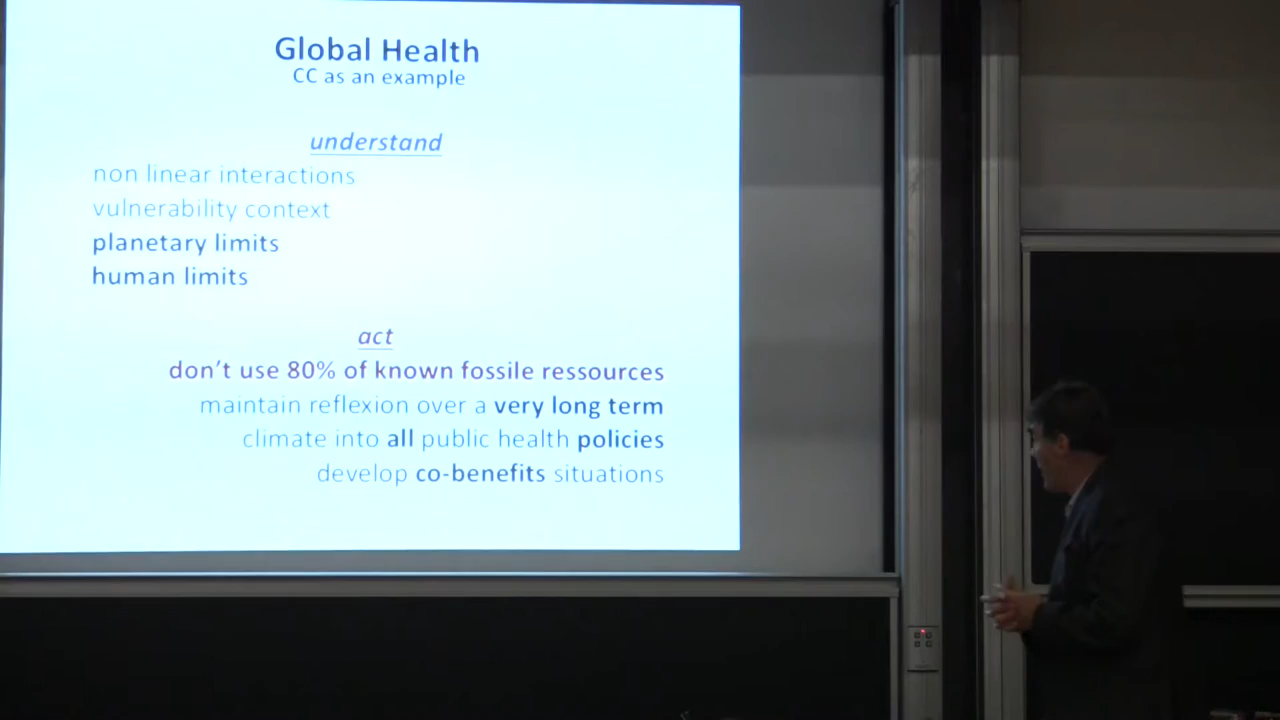 Global Health
CC as an example
understand
non linear interactions
vulnerability context
planetary limits
human limits
act
don't use 80% of known fossile ressources
maintain reflexion over a very long term
climate into all public health policies
develop co-benefits situations